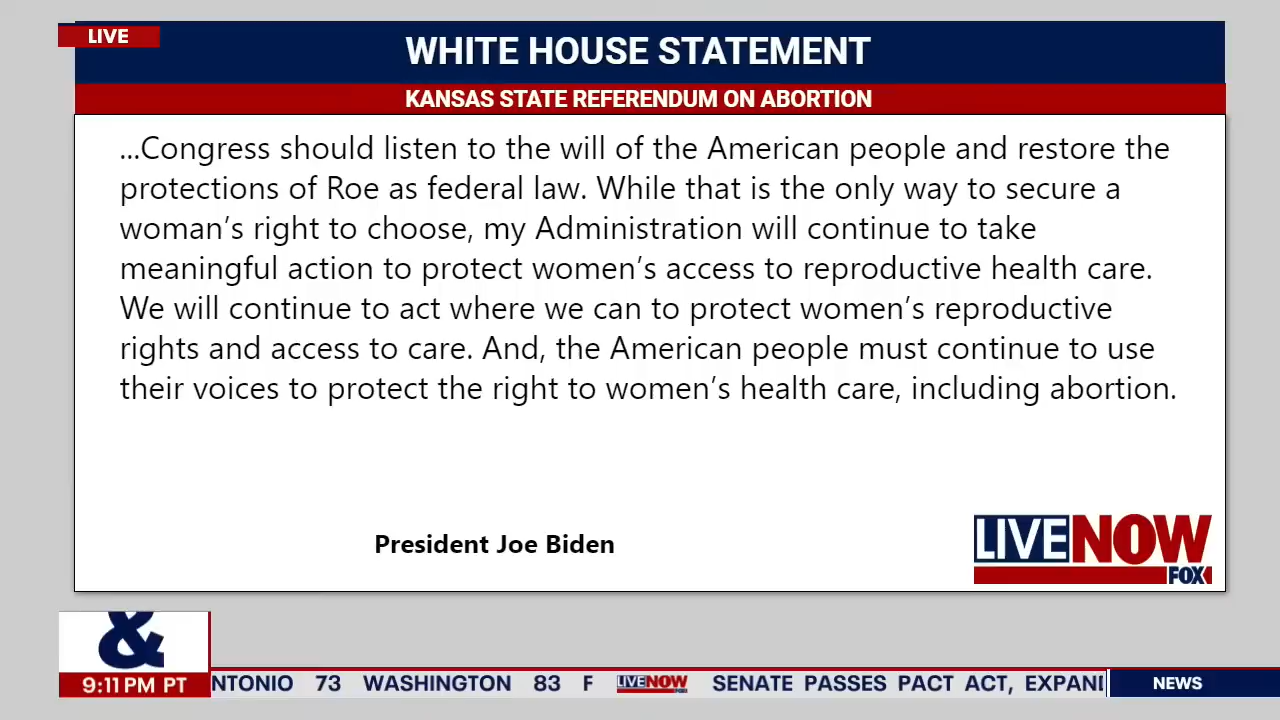 LIVE
WHITE HOUSE STATEMENT
KANSAS STATE REFERENDUM ON ABORTION
...Congress should listen to the will of the American people and restore the
protections of Roe as federal law. While that is the only way to secure a
woman’s right to choose, my Administration will continue to take
meaningful action to protect women’s access to reproductive health care.
We will continue to act where we can to protect women’s reproductive
rights and access to care. And, the American people must continue to use
their voices to protect the right to women’s health care, including abortion.
President Joe Biden
LIVENOW
FOX
&
9:11 PM PT
NTONIO 73 WASHINGTON 83 F LIVENOW FOX SENATE PASSES PACT ACT, EXPANI
NEWS